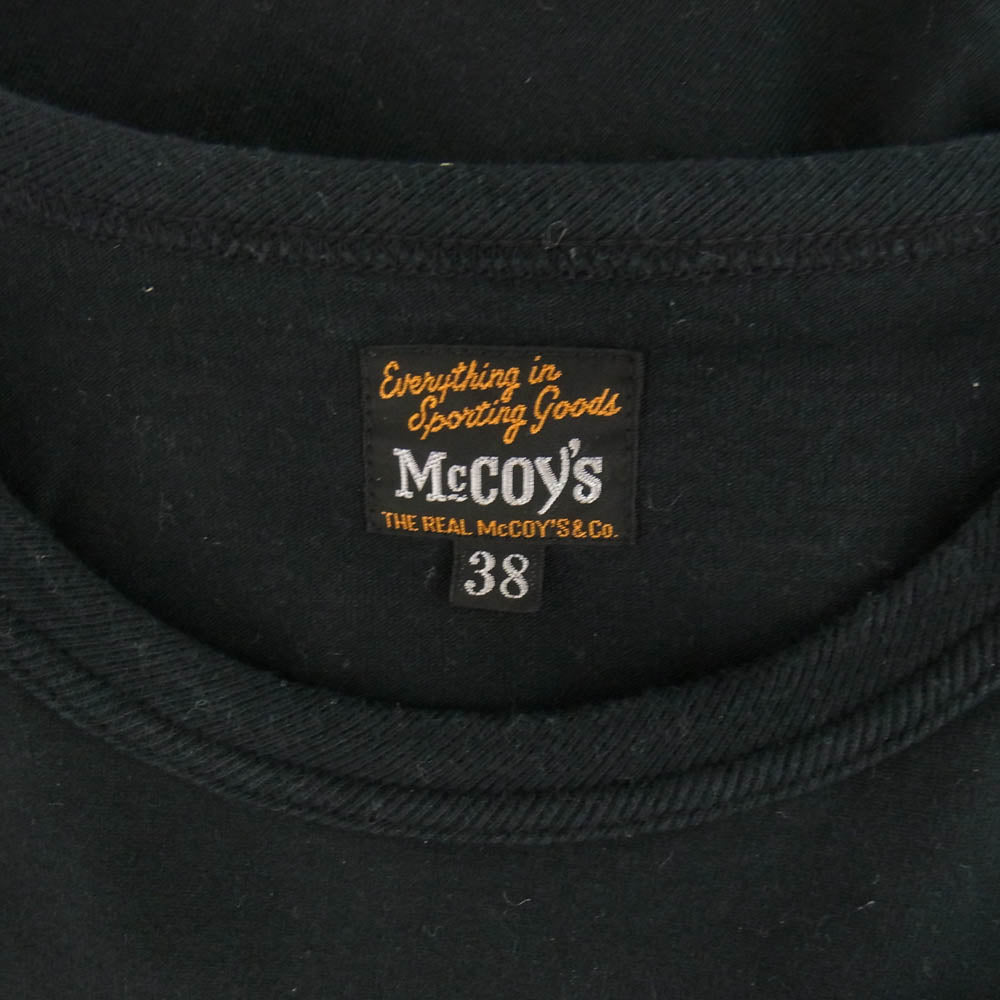 Everything in
Sporting Goods
McCOY'S
THE REAL McCOY'S & Co.
38